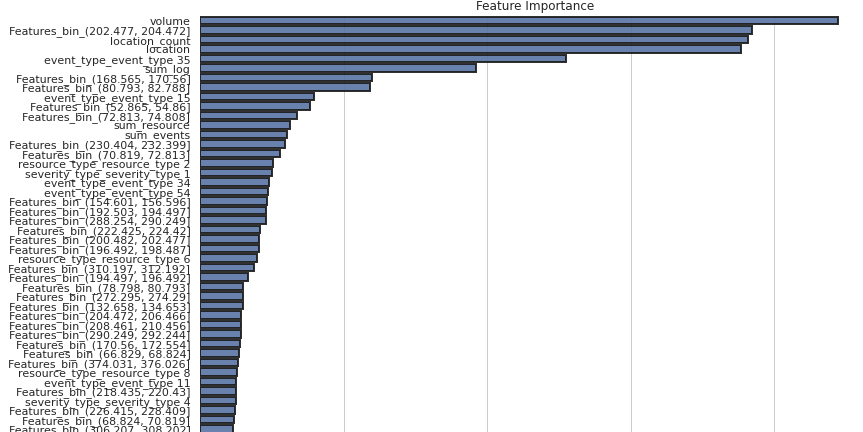 Feature Importance
volume
Features_bin_(202.477, 204.472]
location_count
location
event_type_event_type 35
sum_log
Features_bin_(168.565, 170.56]
Features_bin_(80.793, 82.788]
event_type_event_type 15
Features_bin_(52.865, 54.86]
Features_bin_(72.813, 74.808]
sum_resource
sum_events
Features_bin_(230.404, 232.399]
Features_bin_(70.819, 72.813]
resource_type_resource_type 2
severity_type_severity_type 1
event_type_event_type 34
event_type_event_type 54
Features_bin_(154.601, 156.596]
Features_bin_(192.503, 194.497]
Features_bin_(288.254, 290.249]
Features_bin_(222.425, 224.42]
Features_bin_(200.482, 202.477]
Features_bin_(196.492, 198.487]
resource_type_resource_type 6
Features_bin_(310.197, 312.192]
Features_bin_(194.497, 196.492]
Features_bin_(78.798, 80.793]
Features_bin_(272.295, 274.29]
Features_bin_(132.658, 134.653]
Features_bin_(204.472, 206.466]
Features_bin_(208.461, 210.456]
Features_bin_(290.249, 292.244]
Features_bin_(170.56, 172.554]
Features_bin_(66.829, 68.824]
Features_bin_(374.031, 376.026]
resource_type_resource_type 8
event_type_event_type 11
Features_bin_(218.435, 220.43]
severity_type_severity_type 4
Features_bin_(226.415, 228.409]
Features_bin_(68.824, 70.819]
Features_bin_(306.207, 308.202]